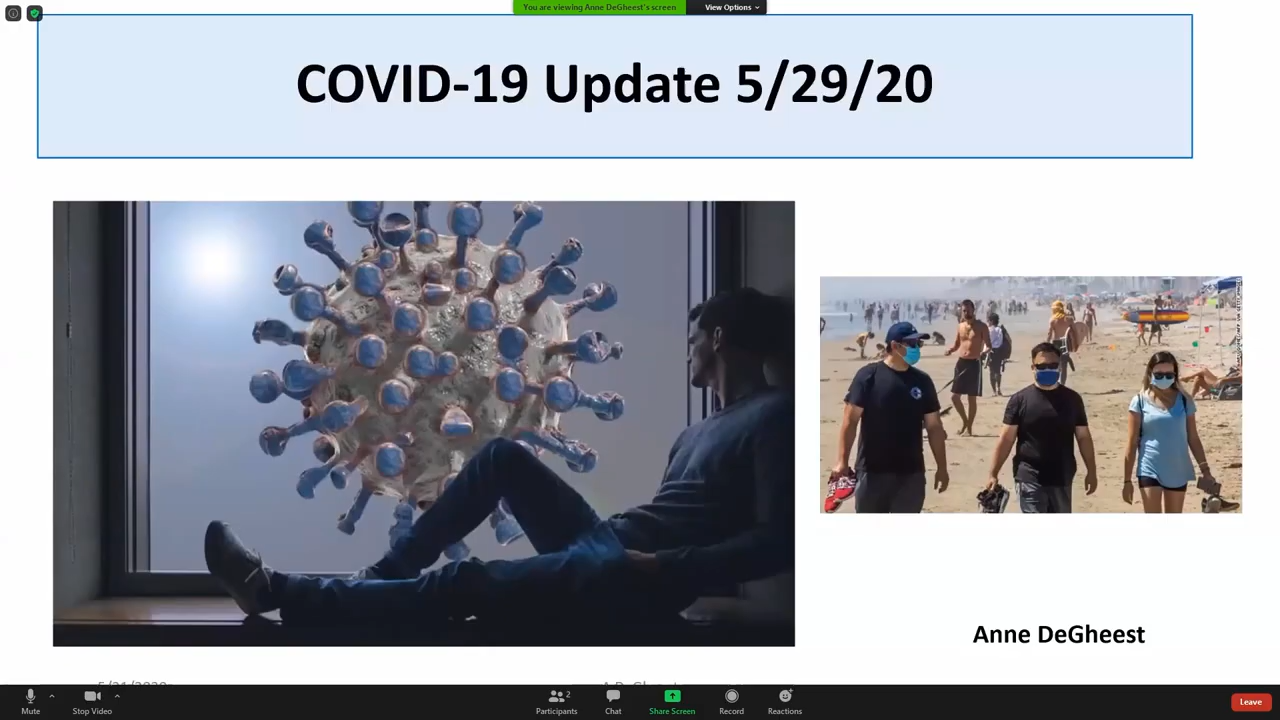 You are viewing Anne DeGheest's screen
View Options
COVID-19 Update 5/29/20
Anne DeGheest
Mute
Stop Video
2
Participants
Chat
Share Screen
Record
Reactions
Leave